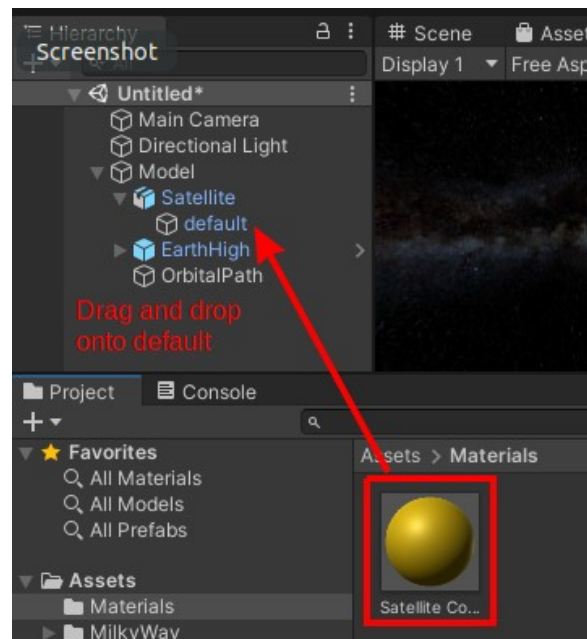 Hierarchy
Screenshot
All
# Scene
Asset
Display 1
Free Asp
Untitled*
Main Camera
Directional Light
Model
Satellite
default
EarthHigh
OrbitalPath
Drag and drop
onto default
Project
Console
Favorites
All Materials
All Models
All Prefabs
Assets > Materials
Satellite Co...
Assets
Materials
MilkyWay